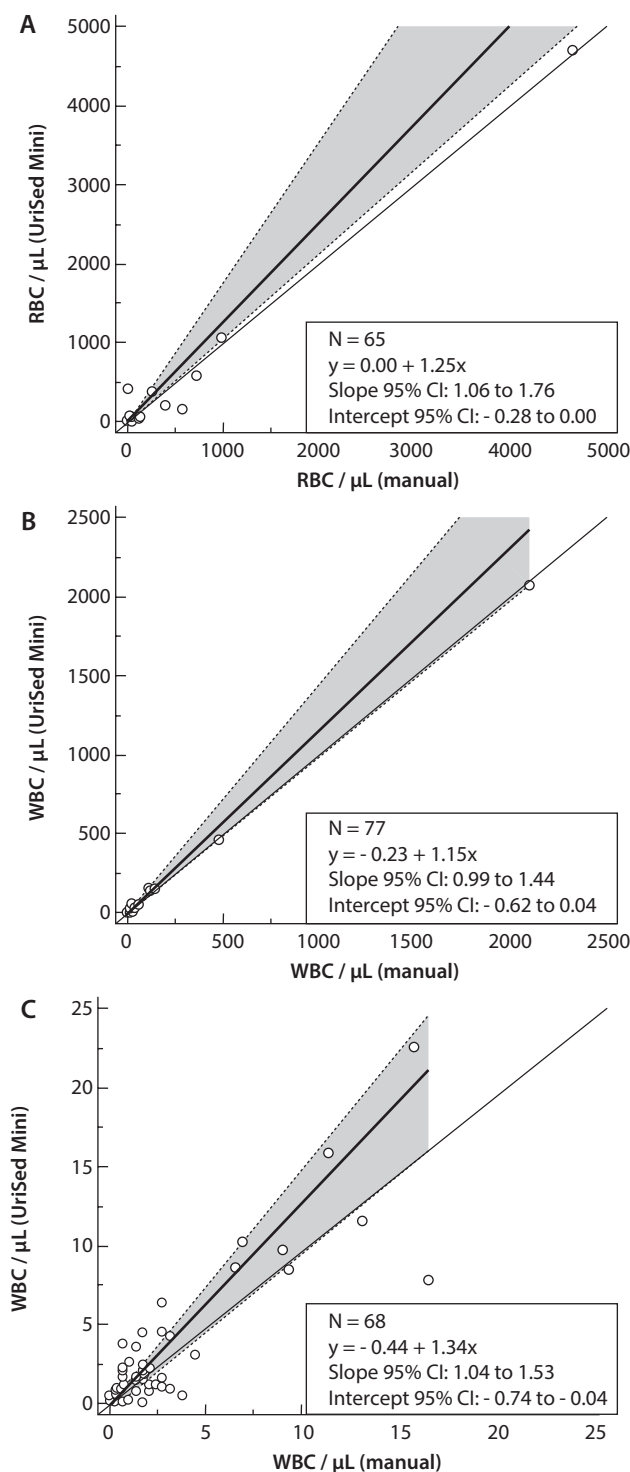 A
5000
4000
3000
2000
1000
0
RBC / µL (UriSed Mini)
N = 65
y = 0.00 + 1.25x
Slope 95% CI: 1.06 to 1.76
Intercept 95% CI: - 0.28 to 0.00
0 1000 2000 3000 4000 5000
RBC / µL (manual)
B
2500
2000
1500
1000
500
0
WBC / µL (UriSed Mini)
N = 77
y = - 0.23 + 1.15x
Slope 95% CI: 0.99 to 1.44
Intercept 95% CI: - 0.62 to 0.04
0 500 1000 1500 2000 2500
WBC / µL (manual)
C
25
20
15
10
5
0
WBC / µL (UriSed Mini)
N = 68
y = - 0.44 + 1.34x
Slope 95% CI: 1.04 to 1.53
Intercept 95% CI: - 0.74 to - 0.04
0 5 10 15 20 25
WBC / µL (manual)